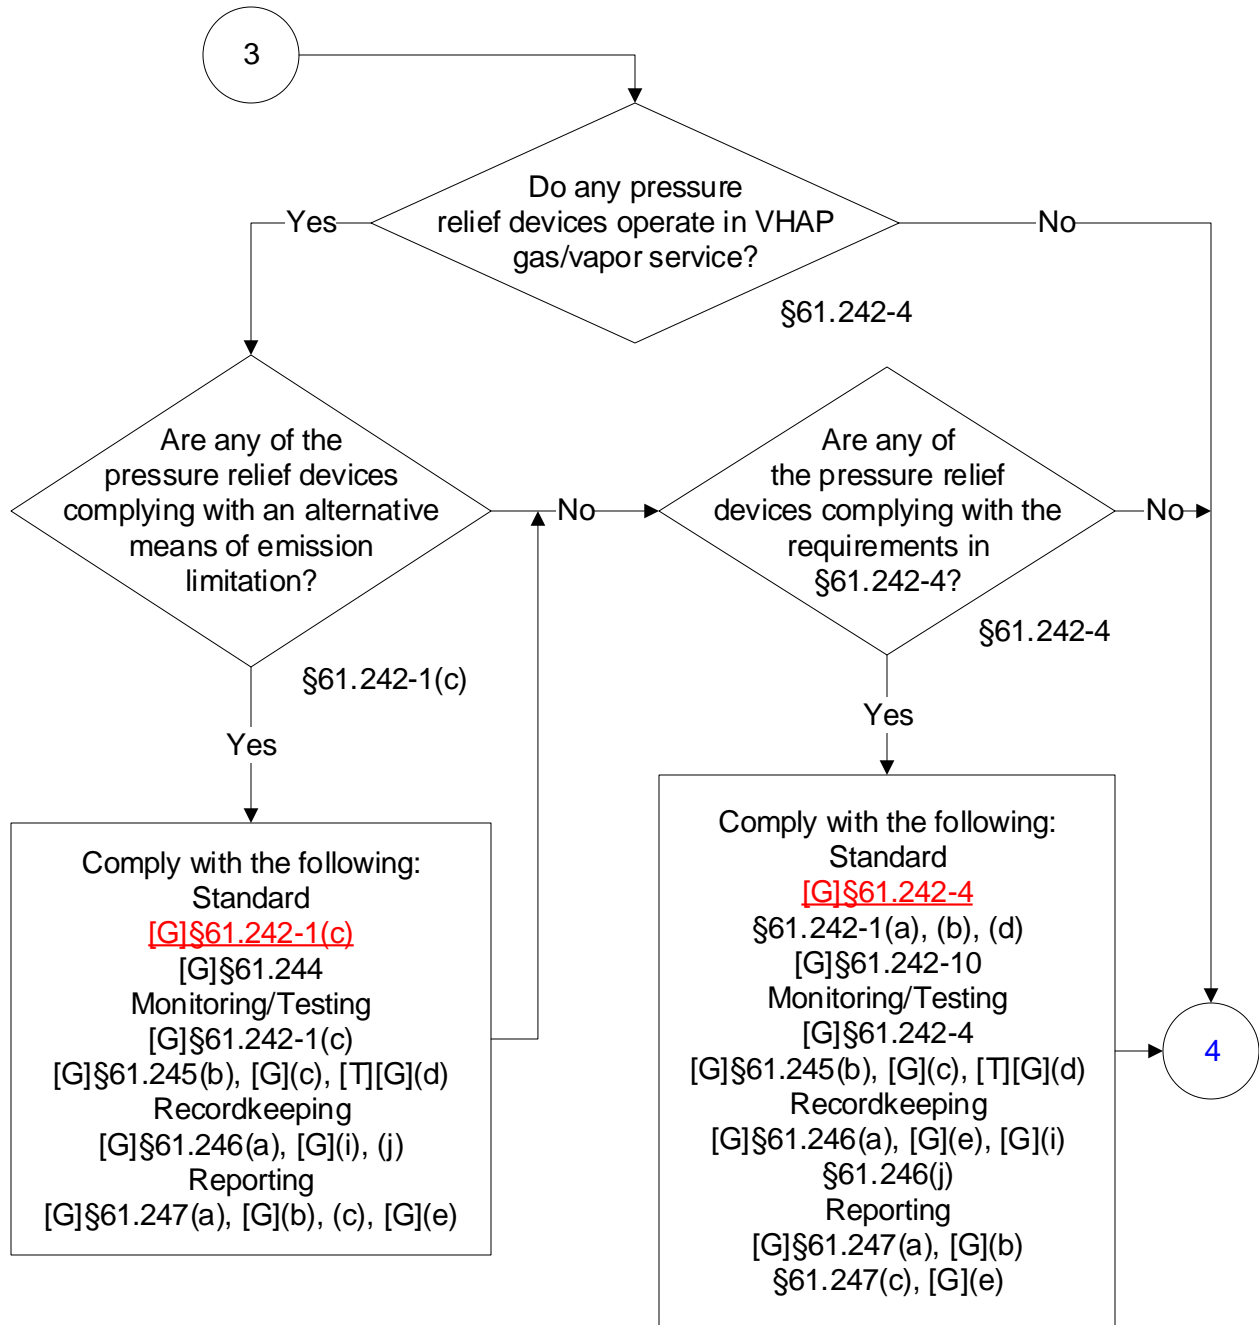 3
Do any pressure
relief devices operate in VHAP
gas/vapor service?
Yes
No
§61.242-4
Are any of the
pressure relief devices
complying with an alternative
means of emission
limitation?
§61.242-1(c)
No
Are any of
the pressure relief
devices complying with the
requirements in
§61.242-4?
No
§61.242-4
Yes
Yes
Comply with the following:
Standard
[G]§61.242-1(c)
[G]§61.244
Monitoring/Testing
[G]§61.242-1(c)
[G]§61.245(b), [G](c), [T][G](d)
Recordkeeping
[G]§61.246(a), [G](i), (j)
Reporting
[G]§61.247(a), [G](b), (c), [G](e)
Comply with the following:
Standard
[G]§61.242-4
§61.242-1(a), (b), (d)
[G]§61.242-10
Monitoring/Testing
[G]§61.242-4
[G]§61.245(b), [G](c), [T][G](d)
Recordkeeping
[G]§61.246(a), [G](e), [G](i)
§61.246(j)
Reporting
[G]§61.247(a), [G](b)
§61.247(c), [G](e)
4